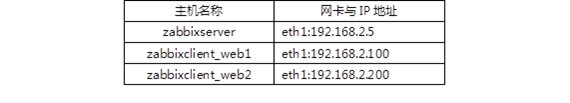 主机名称 网卡与 IP 地址
zabbixserver eth1:192.168.2.5
zabbixclient_web1 eth1:192.168.2.100
zabbixclient_web2 eth1:192.168.2.200